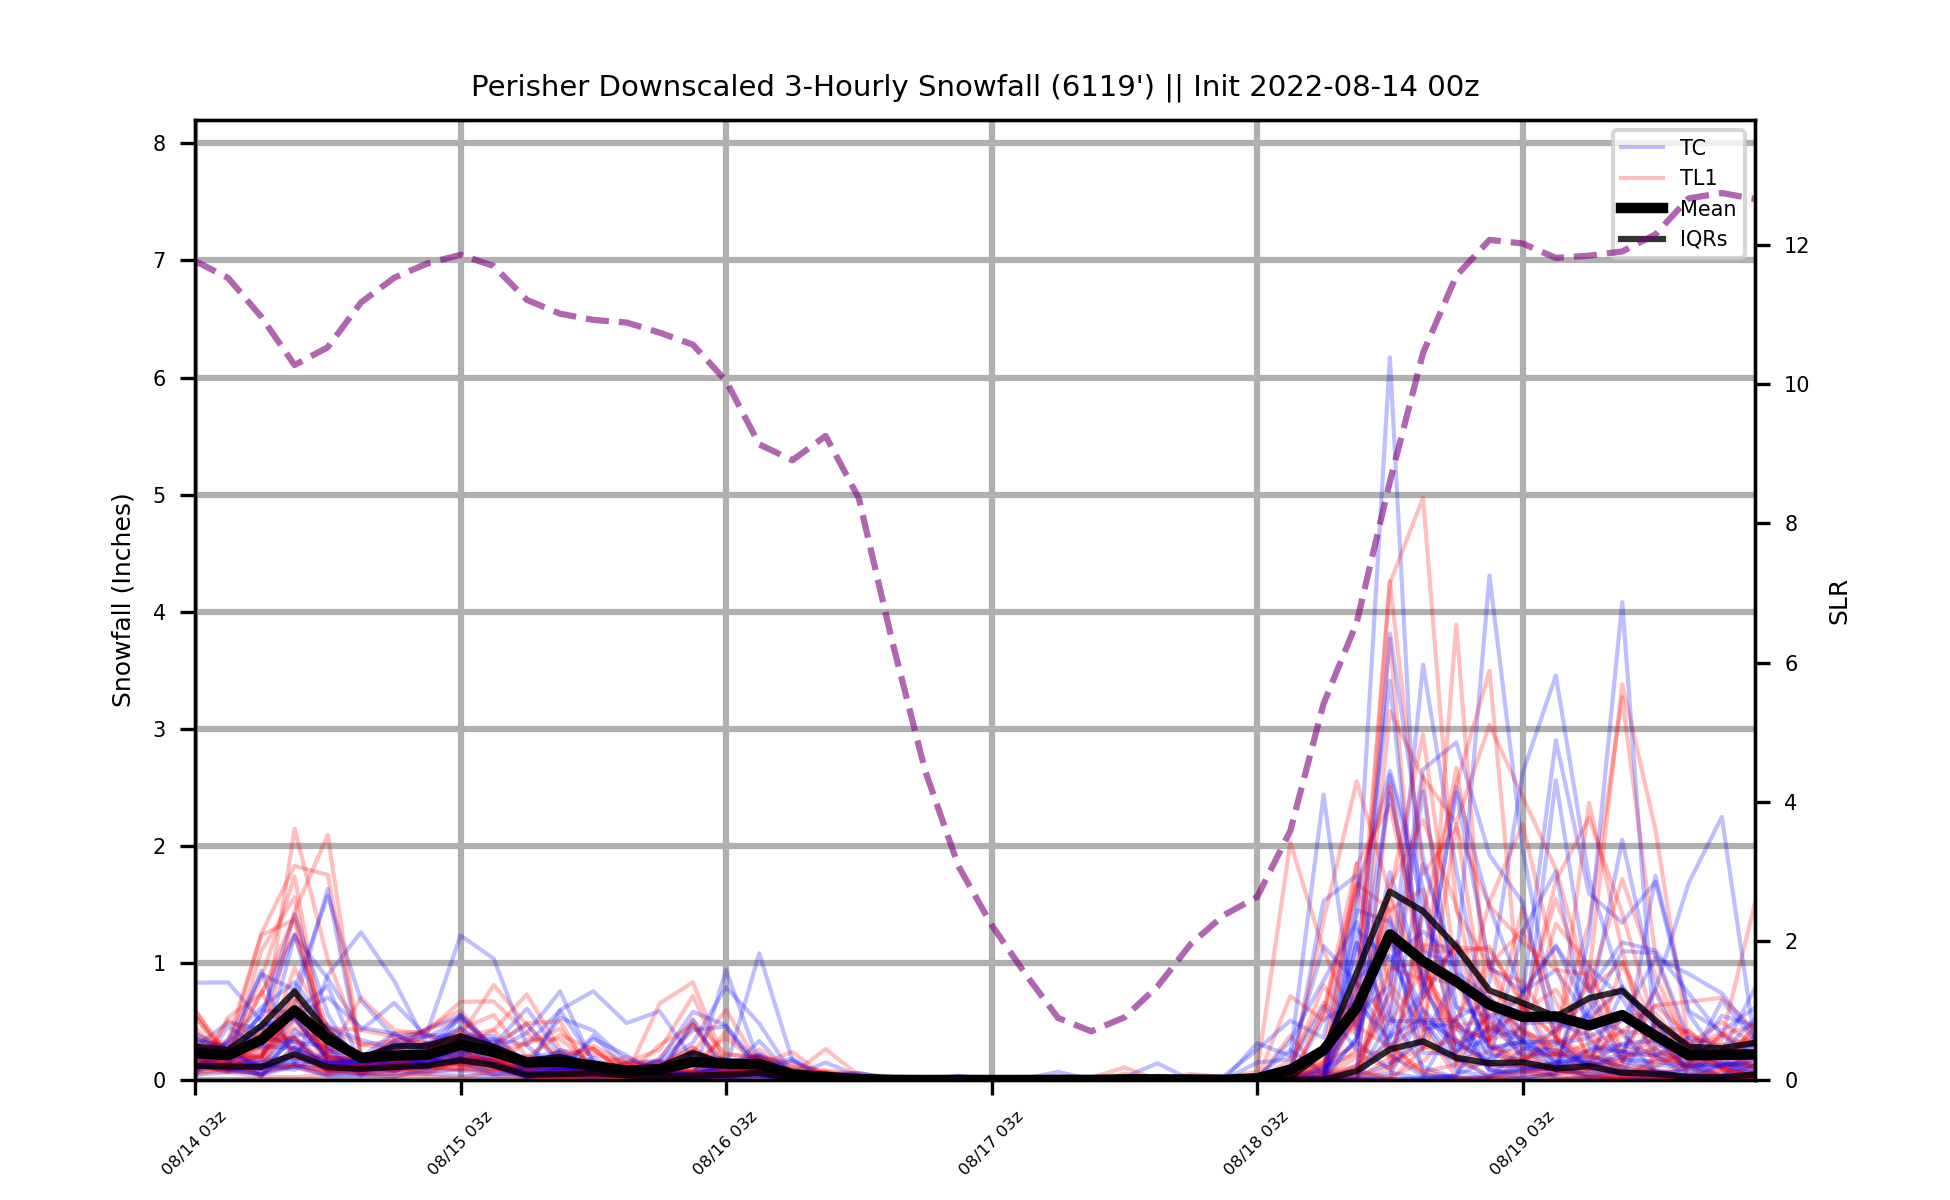 Perisher Downscaled 3-Hourly Snowfall (6119') || Init 2022-08-14 00z
TC
TL1
Mean
IQRs
Snowfall (Inches)
8
7
6
5
4
3
2
1
0
SLR
12
10
8
6
4
2
0
08/14 03z
08/15 03z
08/16 03z
08/17 03z
08/18 03z
08/19 03z